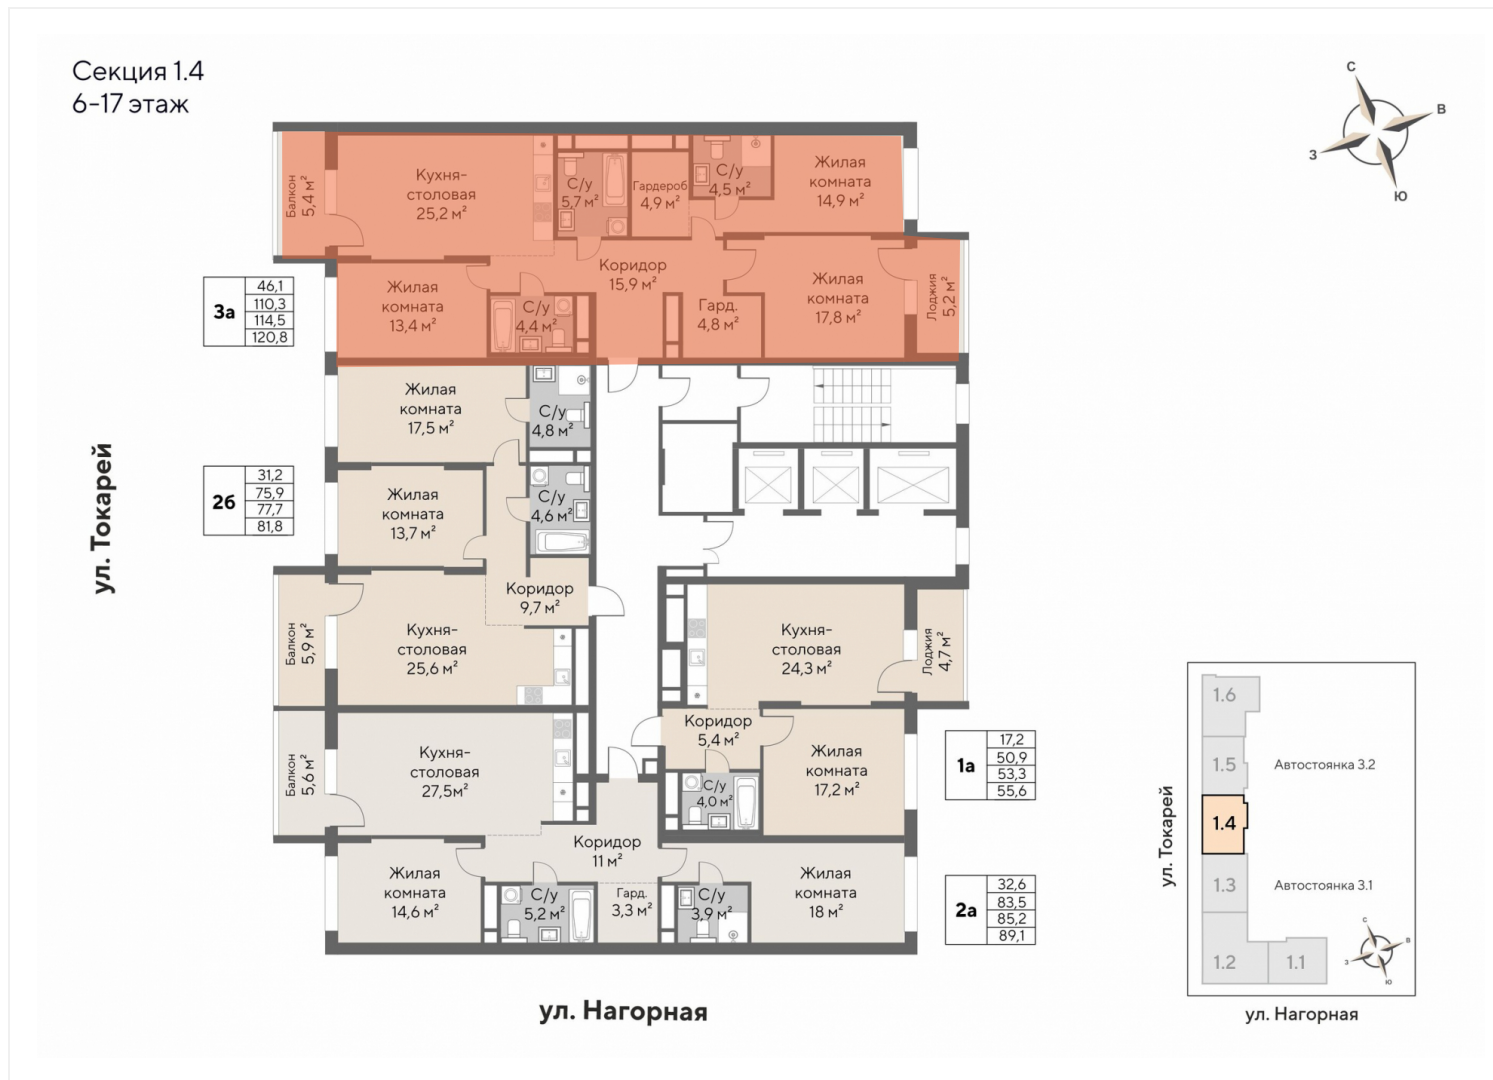 Секция 1.4
6-17 этаж
С
В
З
Ю
Балкон
5,4 м²
Кухня-
столовая
25,2 м²
С/у
5,7 м²
Гардероб
4,9 м²
С/у
4,5 м²
Жилая
комната
14,9 м²
Жилая
комната
13,4 м²
С/у
4,4 м²
Коридор
15,9 м²
Гард.
4,8 м²
Жилая
комната
17,8 м²
Лоджия
5,2 м²
3а
46,1
110,3
114,5
120,8
Жилая
комната
17,5 м²
С/у
4,8 м²
2б
31,2
75,9
77,7
81,8
Жилая
комната
13,7 м²
С/у
4,6 м²
Коридор
9,7 м²
ул. Токарей
Балкон
5,9 м²
Кухня-
столовая
25,6 м²
Кухня-
столовая
24,3 м²
Лоджия
4,7 м²
Коридор
5,4 м²
С/у
4,0 м²
Жилая
комната
17,2 м²
1а
17,2
50,9
53,3
55,6
Балкон
5,6 м²
Кухня-
столовая
27,5м²
Коридор
11 м²
Жилая
комната
14,6 м²
С/у
5,2 м²
Гард.
3,3 м²
С/у
3,9 м²
Жилая
комната
18 м²
2а
32,6
83,5
85,2
89,1
ул. Нагорная
1.6
1.5
Автостоянка 3.2
1.4
ул. Токарей
1.3
Автостоянка 3.1
1.2
1.1
С
В
З
Ю
ул. Нагорная